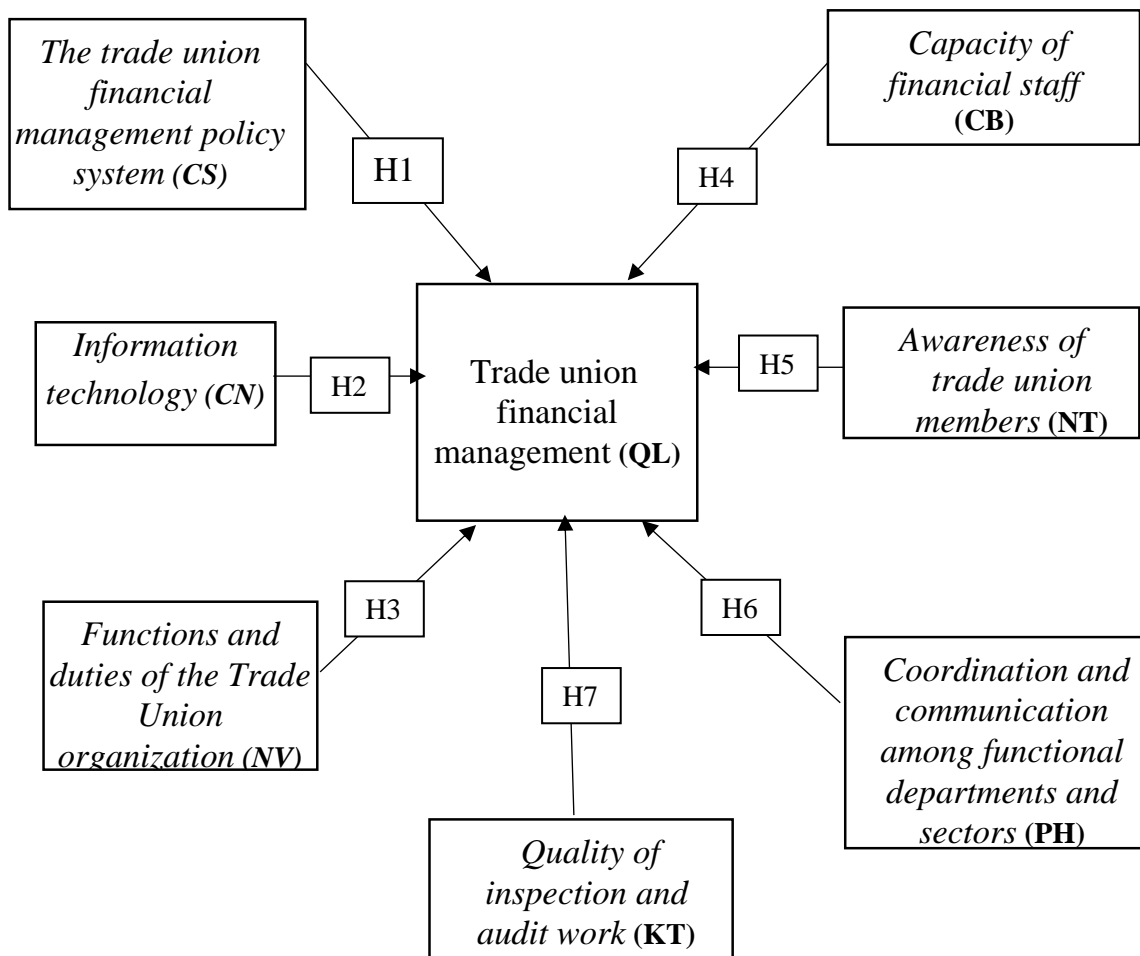 The trade union
financial
management policy
system (CS)
H1
Capacity of
financial staff
(CB)
H4
Information
technology (CN)
H2
Trade union
financial
management (QL)
H5
Awareness of
trade union
members (NT)
Functions and
duties of the Trade
Union
organization (NV)
H3
H7
H6
Coordination and
communication
among functional
departments and
sectors (PH)
Quality of
inspection and
audit work (KT)